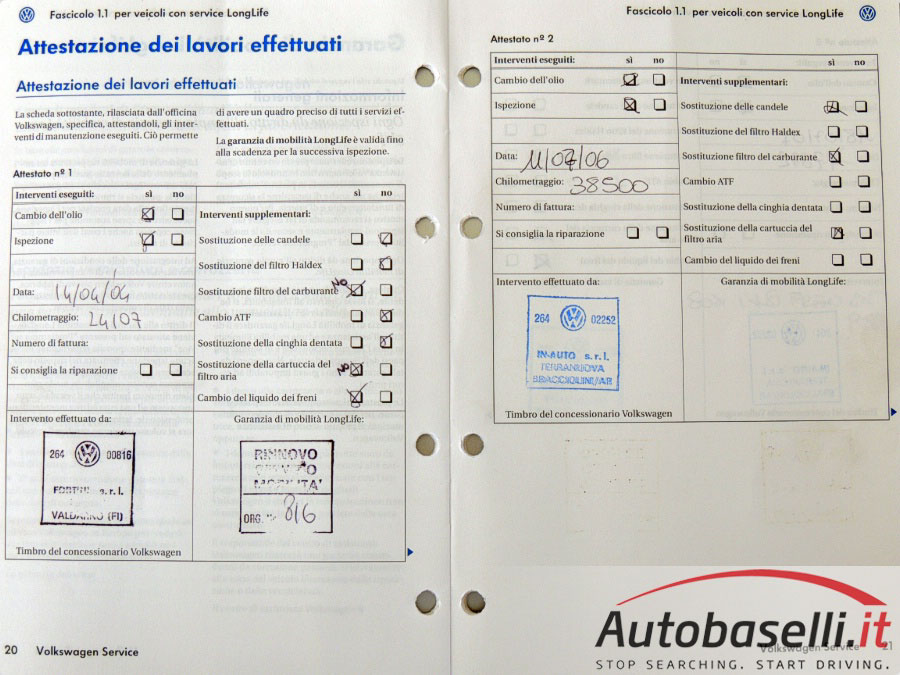 Fascicolo 1.1 per veicoli con service LongLife
Attestazione dei lavori effettuati
Attestazione dei lavori effettuati
La scheda sottostante, rilasciata dall'officina
Volkswagen, specifica, attestandoli, gli inter-
venti di manutenzione eseguiti. Ciò permette
di avere un quadro preciso di tutti i servizi ef-
fettuati.
La garanzia di mobilità LongLife è valida fino
alla scadenza per la successiva ispezione.
Attestato nº 1
Interventi eseguiti: sì no
sì no
Cambio dell'olio
Interventi supplementari:
Ispezione
Sostituzione delle candele
Sostituzione del filtro Haldex
Data: 14/04/04
NO
Sostituzione filtro del carburante
Chilometraggio: 24107
Cambio ATF
Numero di fattura:
Sostituzione della cinghia dentata
Si consiglia la riparazione
NO
Sostituzione della cartuccia del
filtro aria
Cambio del liquido dei freni
Intervento effettuato da:
Garanzia di mobilità LongLife:
264 00816
s.r.l.
VALDARNO (FI)
RINNOVO
ORG. 816
Timbro del concessionario Volkswagen
20 Volkswagen Service
Fascicolo 1.1 per veicoli con service LongLife
Attestato nº 2
Interventi eseguiti: sì no
sì no
Cambio dell'olio
Interventi supplementari:
Ispezione
Sostituzione delle candele
Sostituzione del filtro Haldex
Data: 11/07/06
Sostituzione filtro del carburante
Chilometraggio: 38500
Cambio ATF
Numero di fattura:
Sostituzione della cinghia dentata
Si consiglia la riparazione
Sostituzione della cartuccia del
filtro aria
Cambio del liquido dei freni
Intervento effettuato da:
Garanzia di mobilità LongLife:
264 02252
IN-AUTO s.r.l.
TERRANUOVA
BRACCIOLINI/AR
Timbro del concessionario Volkswagen
Volkswagen Service 21
Autobaselli.it
STOP SEARCHING. START DRIVING.